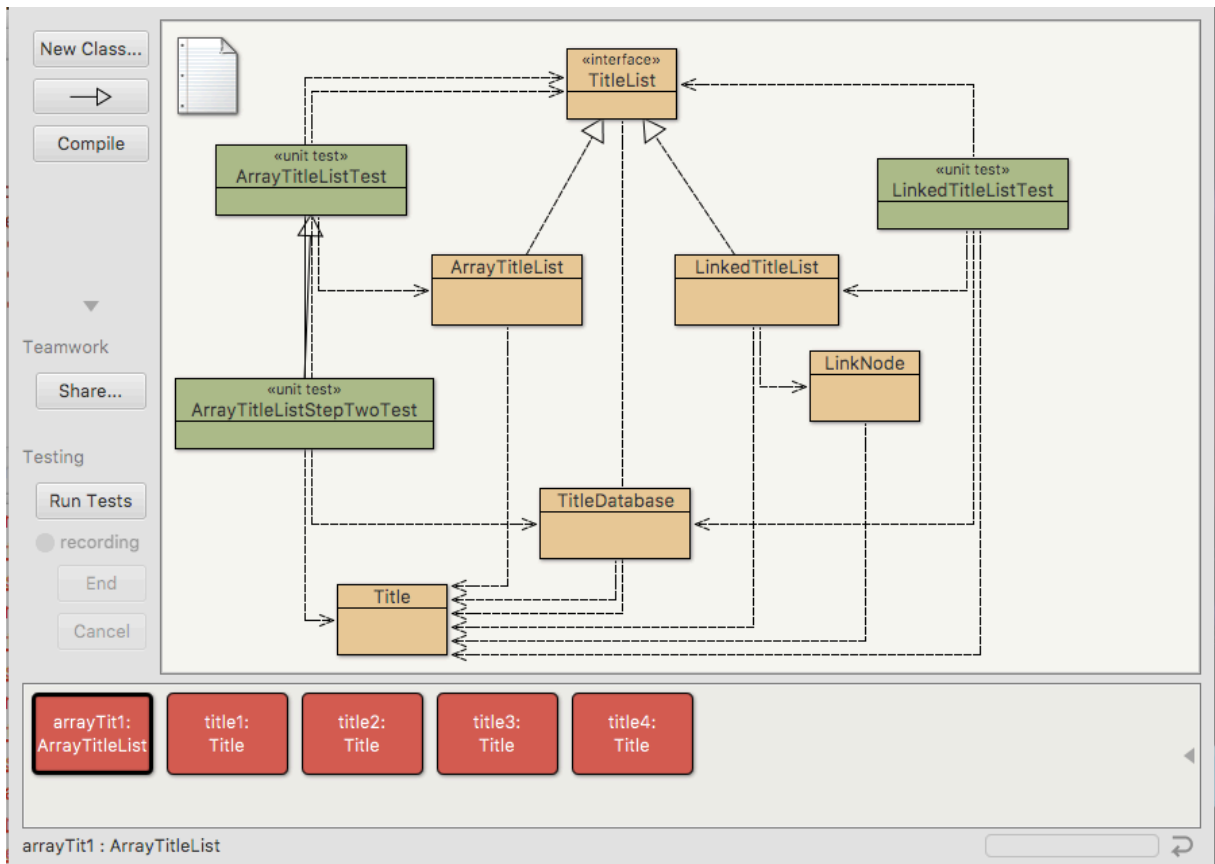 New Class...
Compile
Teamwork
Share...
Testing
Run Tests
recording
End
Cancel
«interface»
TitleList
«unit test»
ArrayTitleListTest
«unit test»
LinkedTitleListTest
ArrayTitleList
LinkedTitleList
LinkNode
«unit test»
ArrayTitleListStepTwoTest
TitleDatabase
Title
arrayTit1:
ArrayTitleList
title1:
Title
title2:
Title
title3:
Title
title4:
Title
arrayTit1 : ArrayTitleList